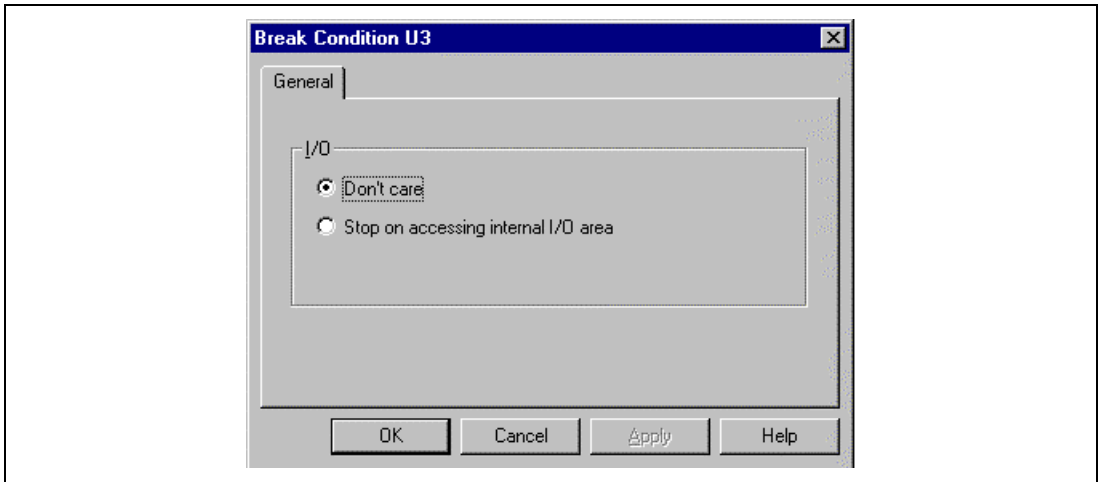 Break Condition U3
General
I/O
Don't care
Stop on accessing internal I/O area
OK Cancel Apply Help